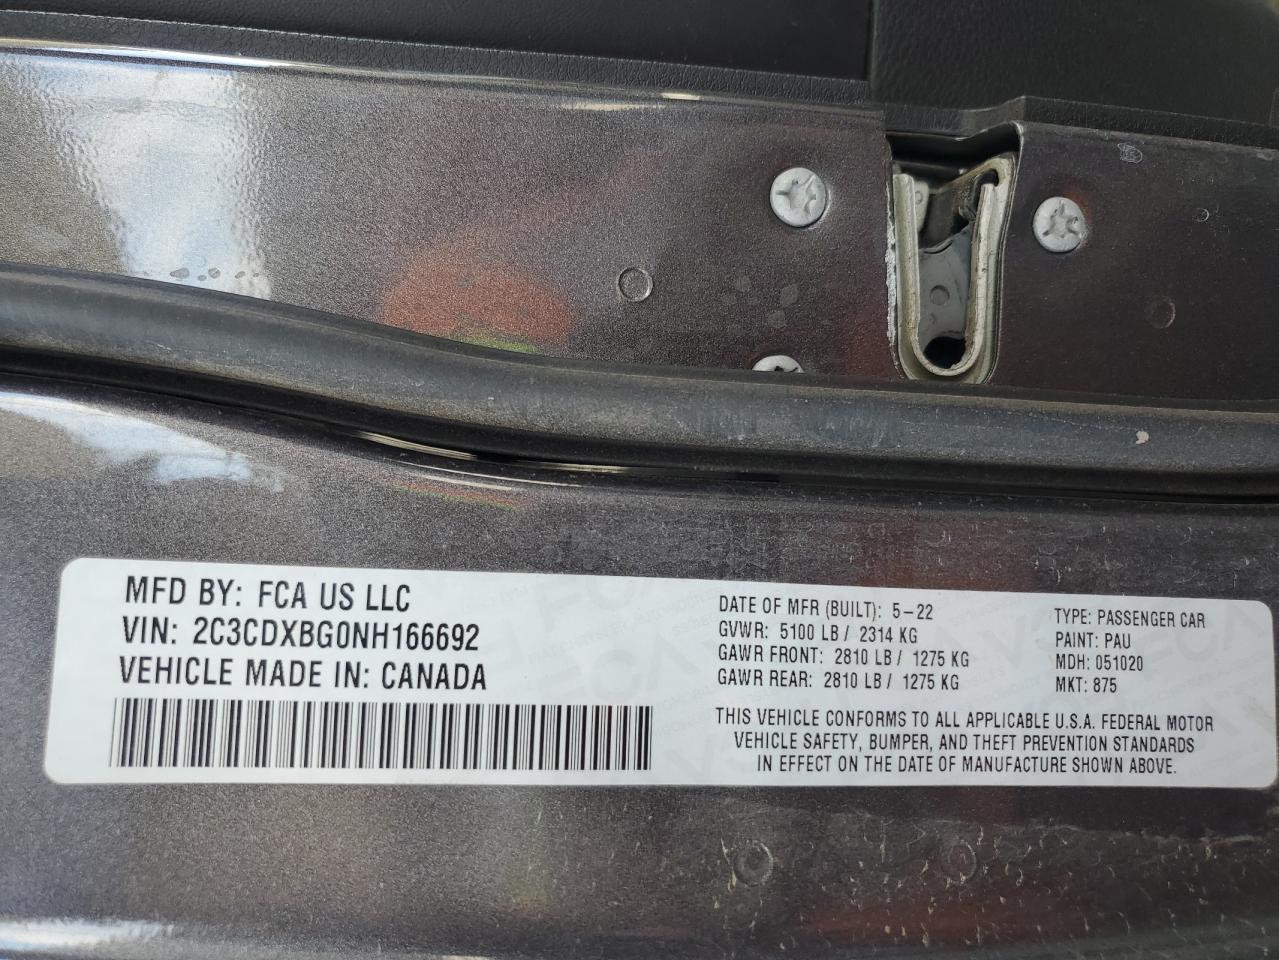 MFD BY: FCA US LLC
VIN: 2C3CDXBG0NH166692
VEHICLE MADE IN: CANADA
DATE OF MFR (BUILT): 5-22
GVWR: 5100 LB / 2314 KG
GAWR FRONT: 2810 LB / 1275 KG
GAWR REAR: 2810 LB / 1275 KG
TYPE: PASSENGER CAR
PAINT: PAU
MDH: 051020
MKT: 875
THIS VEHICLE CONFORMS TO ALL APPLICABLE U.S.A. FEDERAL MOTOR
VEHICLE SAFETY, BUMPER, AND THEFT PREVENTION STANDARDS
IN EFFECT ON THE DATE OF MANUFACTURE SHOWN ABOVE.